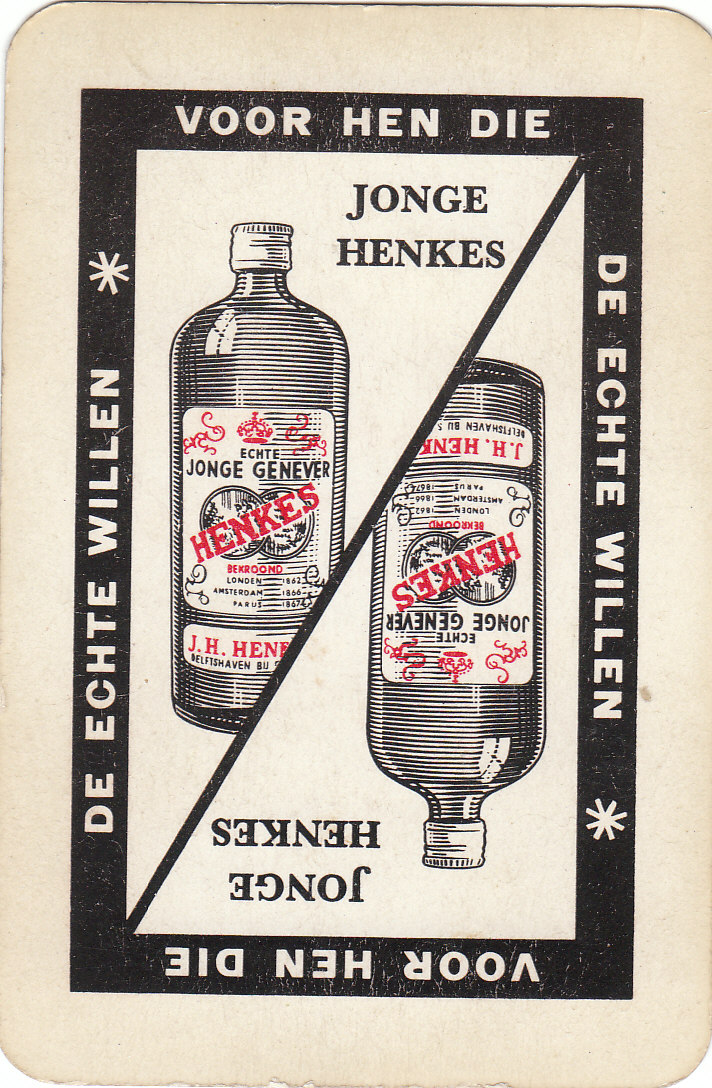 VOOR HEN DIE
DE ECHTE WILLEN
JONGE
HENKES
ECHTE
JONGE GENEVER
HENKES
BEKROOND
LONDEN 1862
AMSTERDAM 1866
PARIJS 1867
J.H. HENK
DELFTSHAVEN BIJ
VOOR HEN DIE
DE ECHTE WILLEN
JONGE
HENKES
ECHTE
JONGE GENEVER
HENKES
BEKROOND
LONDEN 1862
AMSTERDAM 1866
PARIJS 1867
J.H. HENK
DELFTSHAVEN BIJ S